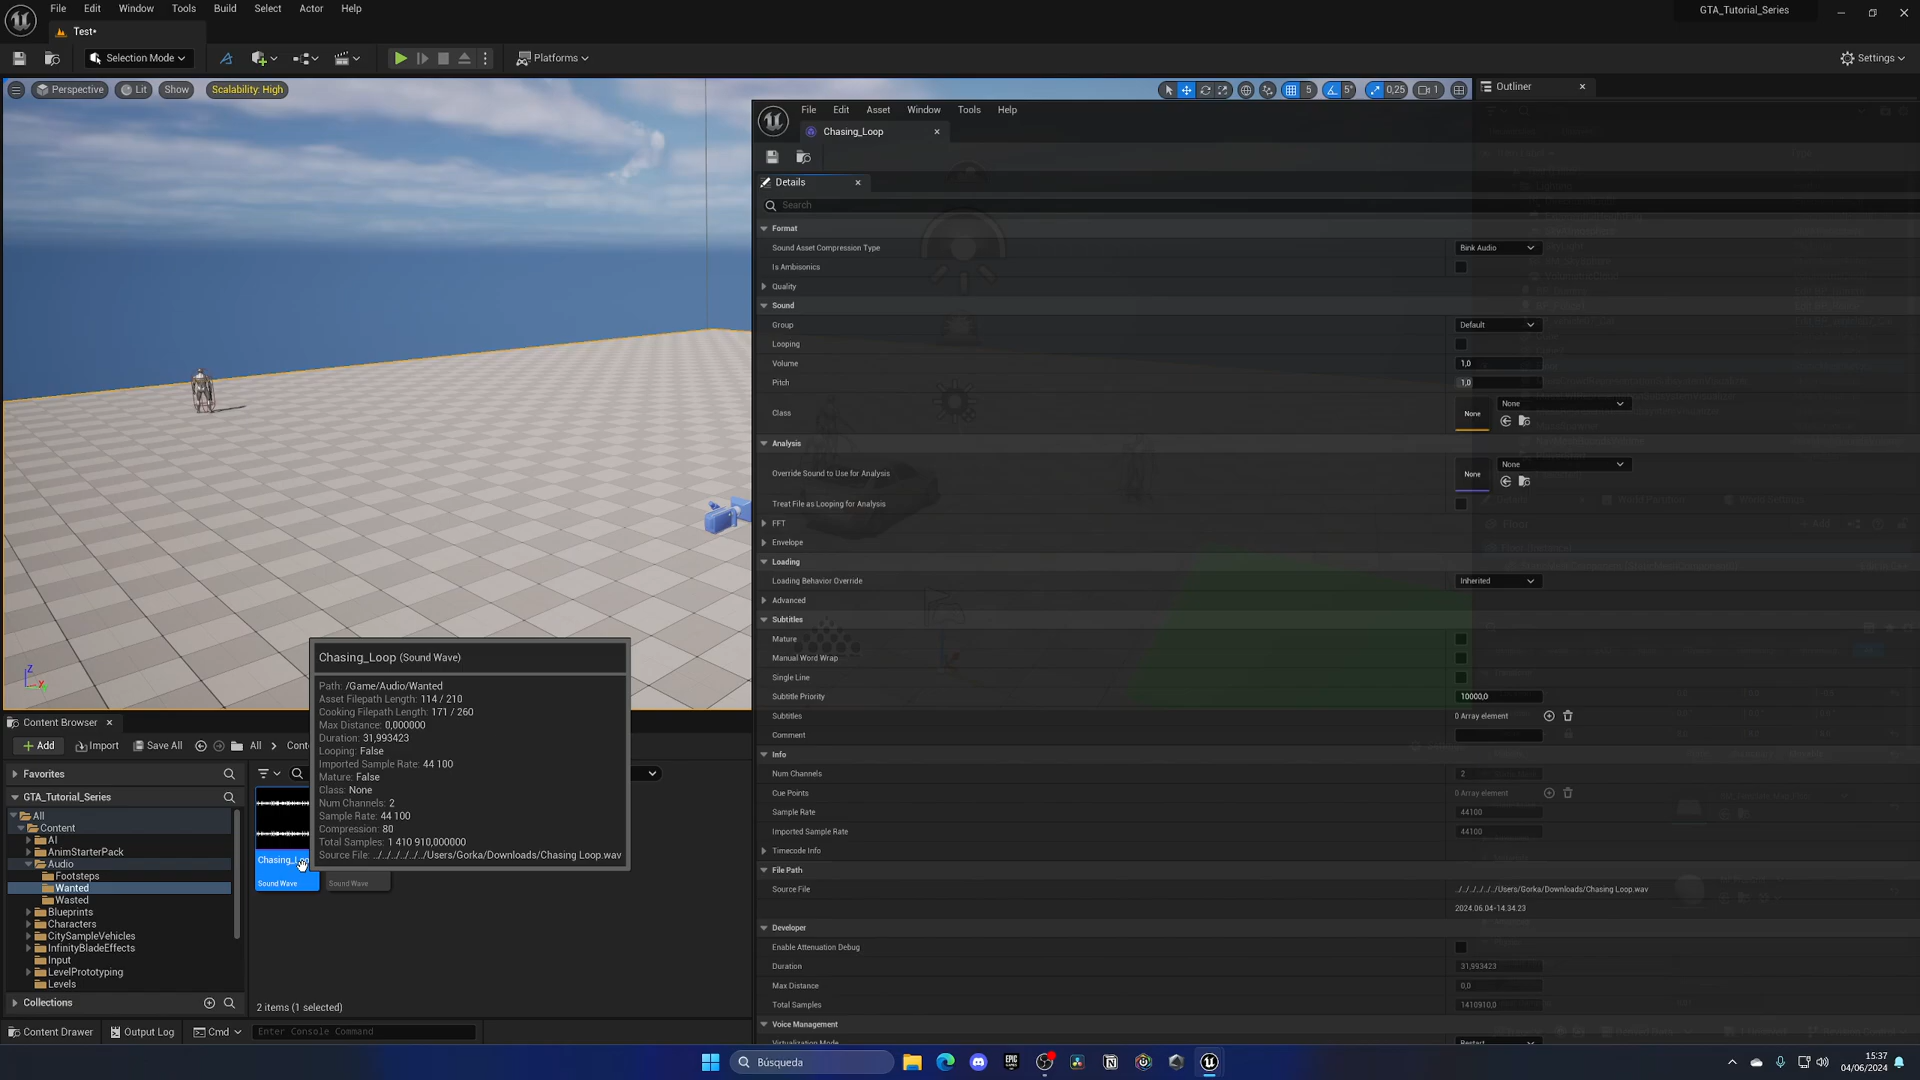 File Edit Window Tools Build Select Actor Help
GTA_Tutorial_Series
Test*
Selection Mode
Platforms
Settings
Perspective Lit Show Scalability: High
5 5° 0,25 1
Outliner
File Edit Asset Window Tools Help
Chasing_Loop
Details
Search
Format
Sound Asset Compression Type Bink Audio
Is Ambisonics
Quality
Sound
Group Default
Looping
Volume 1,0
Pitch 1,0
Class None None
Analysis
Override Sound to Use for Analysis None None
Treat File as Looping for Analysis
FFT
Envelope
Loading
Loading Behavior Override Inherited
Advanced
Subtitles
Mature
Manual Word Wrap
Single Line
Subtitle Priority 10000,0
Subtitles 0 Array element
Comment
Info
Num Channels 2
Cue Points 0 Array element
Sample Rate 44100
Imported Sample Rate 44100
Timecode Info
File Path
Source File ../../../../../../Users/Gorka/Downloads/Chasing Loop.wav
2024.06.04-14.34.23
Developer
Enable Attenuation Debug
Duration 31,993423
Max Distance 0,0
Total Samples 1410910,0
Voice Management
Virtualization Mode Restart
Chasing_Loop (Sound Wave)
Path: /Game/Audio/Wanted
Asset Filepath Length: 114 / 210
Cooking Filepath Length: 171 / 260
Max Distance: 0,000000
Duration: 31,993423
Looping: False
Imported Sample Rate: 44 100
Mature: False
Class: None
Num Channels: 2
Sample Rate: 44 100
Compression: 80
Total Samples: 1 410 910,000000
Source File: ../../../../../../Users/Gorka/Downloads/Chasing Loop.wav
Content Browser
Add Import Save All All
Favorites
GTA_Tutorial_Series
All
Content
AI
AnimStarterPack
Audio
Footsteps
Wanted
Wasted
Blueprints
Characters
CitySampleVehicles
InfinityBladeEffects
Input
LevelPrototyping
Levels
Collections
Sound Wave
Sound Wave
2 items (1 selected)
Content Drawer Output Log Cmd Enter Console Command
Búsqueda
15:37
04/06/2024